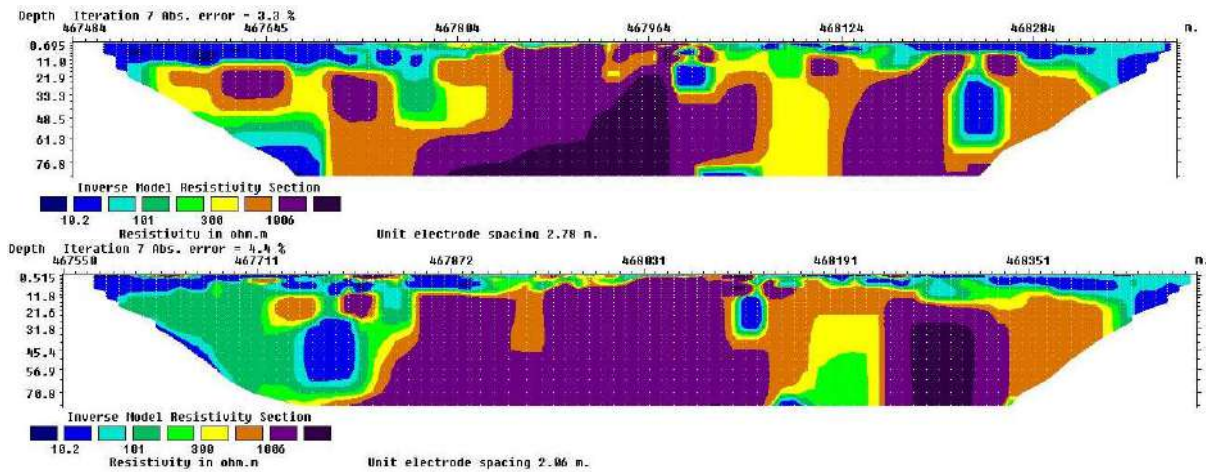 Depth Iteration 7 Abs. error = 3.3 %
467484 467645 467804 467964 468124 468284 m.
0.695
11.0
21.9
33.9
48.5
61.3
76.8
Inverse Model Resistivity Section
10.2 101 300 1006
Resistivity in ohm.m Unit electrode spacing 2.78 m.
Depth Iteration 7 Abs. error = 4.4 %
467550 467711 467872 468031 468191 468351 m.
0.515
11.8
21.6
31.8
45.4
56.9
70.8
Inverse Model Resistivity Section
10.2 101 300 1006
Resistivity in ohm.m Unit electrode spacing 2.06 m.